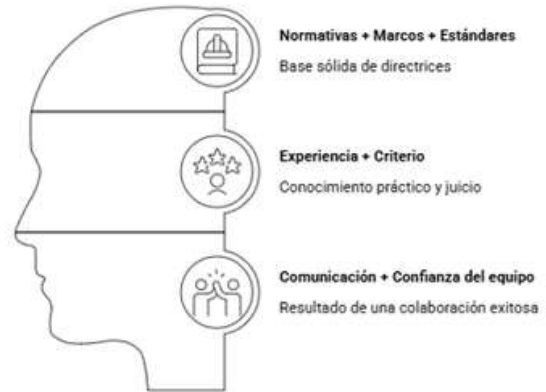 Normativas + Marcos + Estándares
Base sólida de directrices
Experiencia + Criterio
Conocimiento práctico y juicio
Comunicación + Confianza del equipo
Resultado de una colaboración exitosa